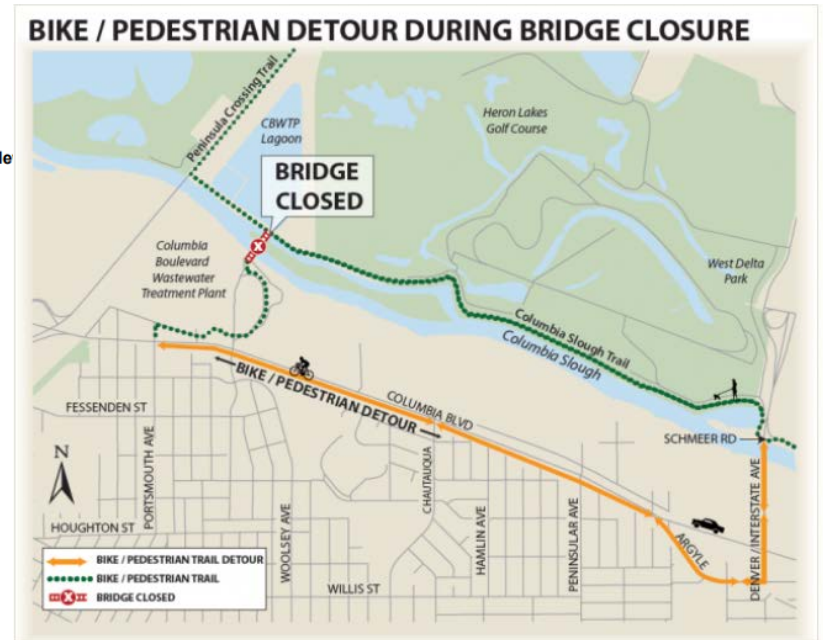 BIKE / PEDESTRIAN DETOUR DURING BRIDGE CLOSURE
Peninsula Crossing Trail
CBWTP
Lagoon
Heron Lakes
Golf Course
BRIDGE
CLOSED
Columbia
Boulevard
Wastewater
Treatment Plant
West Delta
Park
Columbia Slough Trail
Columbia Slough
BIKE / PEDESTRIAN DETOUR
COLUMBIA BLVD
FESSENDEN ST
SCHMEER RD
N
PORTSMOUTH AVE
CHAUTAUQUA
HOUGHTON ST
WOOLSEY AVE
HAMLIN AVE
PENINSULAR AVE
ARGYLE
DENVER / INTERSTATE AVE
WILLIS ST
BIKE / PEDESTRIAN TRAIL DETOUR
BIKE / PEDESTRIAN TRAIL
BRIDGE CLOSED